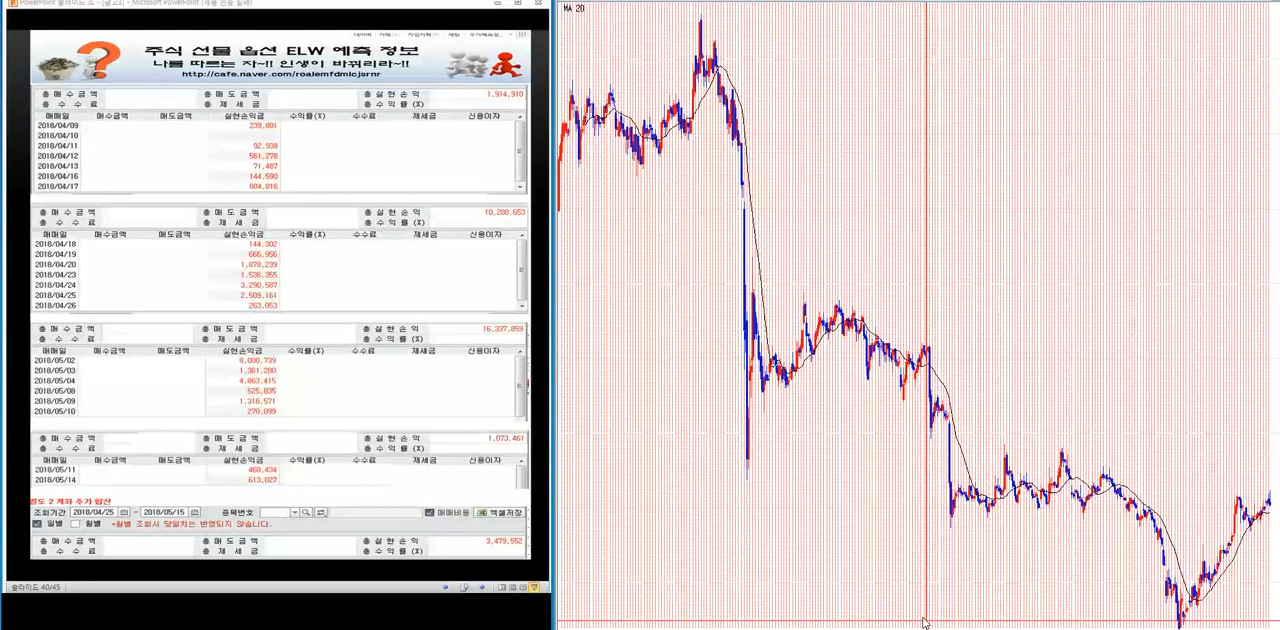 PowerPoint 슬라이드 쇼 - [광고3] - Microsoft PowerPoint (제품 인증 실패)
MA 20
주식 선물 옵션 ELW 예측 정보
나를 따르는 자~!! 인생이 바뀌리라~!!
http://cafe.naver.com/roalemfdmlcjsrnr
총 매 수 금 액 총 매 도 금 액 총 실 현 손 익 1,914,910
총 수 수 료 총 제 세 금 총 수 익 률 (%)
매매일 매수금액 매도금액 실현손익금 수익률(%) 수수료 제세금 신용이자
2018/04/09 239,801
2018/04/10
2018/04/11 92,938
2018/04/12 561,278
2018/04/13 71,487
2018/04/16 144,590
2018/04/17 804,816
총 매 수 금 액 총 매 도 금 액 총 실 현 손 익 10,288,653
총 수 수 료 총 제 세 금 총 수 익 률 (%)
매매일 매수금액 매도금액 실현손익금 수익률(%) 수수료 제세금 신용이자
2018/04/18 144,302
2018/04/19 666,956
2018/04/20 1,878,239
2018/04/23 1,536,355
2018/04/24 3,290,587
2018/04/25 2,509,161
2018/04/26 263,053
총 매 수 금 액 총 매 도 금 액 총 실 현 손 익 16,337,859
총 수 수 료 총 제 세 금 총 수 익 률 (%)
매매일 매수금액 매도금액 실현손익금 수익률(%) 수수료 제세금 신용이자
2018/05/02 8,000,739
2018/05/03 1,361,200
2018/05/04 4,863,415
2018/05/08 525,835
2018/05/09 1,316,571
2018/05/10 270,099
총 매 수 금 액 총 매 도 금 액 총 실 현 손 익 1,073,461
총 수 수 료 총 제 세 금 총 수 익 률 (%)
매매일 매수금액 매도금액 실현손익금 수익률(%) 수수료 제세금 신용이자
2018/05/11 460,434
2018/05/14 613,027
별도 2 계좌 추가 합산
조회기간 2018/04/25 ~ 2018/05/15 종목번호 매매비용 엑셀저장
일별 월별 *월별 조회시 당일치는 반영되지 않습니다.
총 매 수 금 액 총 매 도 금 액 총 실 현 손 익 3,479,552
총 수 수 료 총 제 세 금 총 수 익 률 (%)
슬라이드 40/45